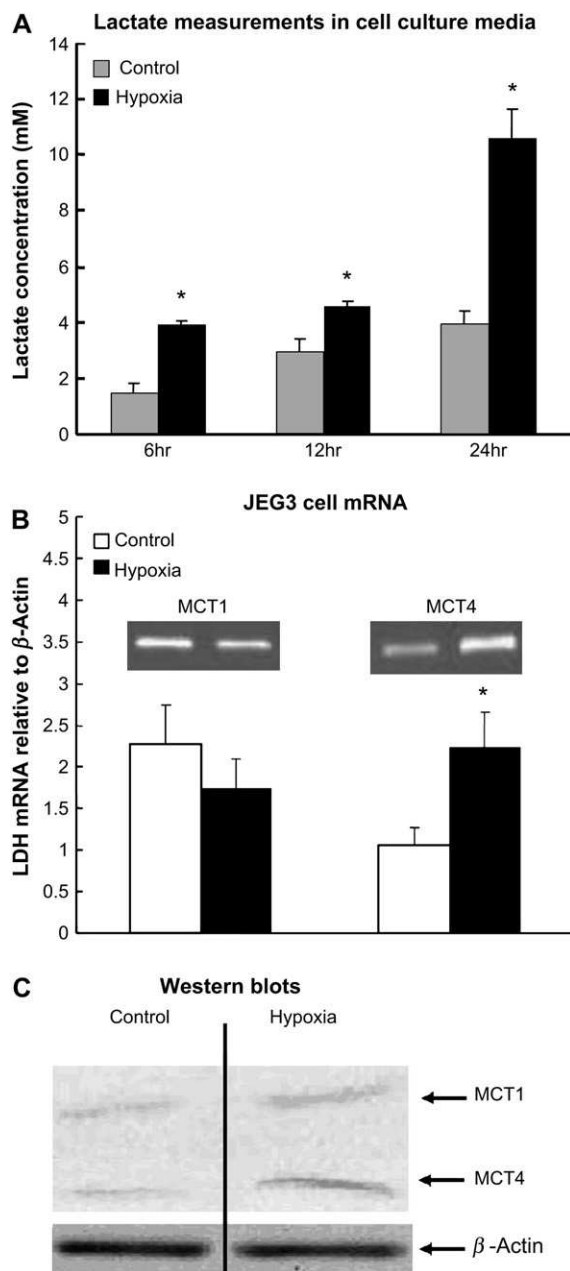 A Lactate measurements in cell culture media
Control
Hypoxia
Lactate concentration (mM)
14
12
10
8
6
4
2
0
*
*
*
6hr 12hr 24hr
B JEG3 cell mRNA
Control
Hypoxia
LDH mRNA relative to β-Actin
5
4.5
4
3.5
3
2.5
2
1.5
1
0.5
0
MCT1 MCT4
*
C Western blots
Control Hypoxia
MCT1
MCT4
β-Actin